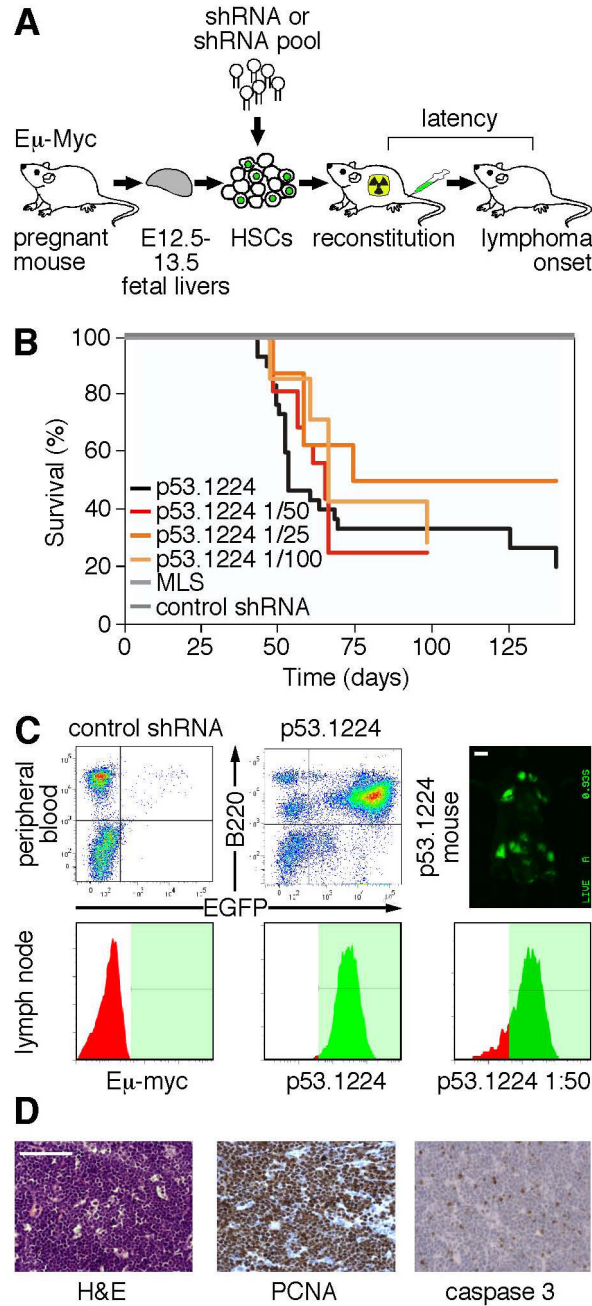 A
shRNA or
shRNA pool
Eµ-Myc
latency
pregnant
mouse
E12.5-
13.5
fetal livers
HSCs
reconstitution
lymphoma
onset
B
100
80
60
40
20
0
Survival (%)
p53.1224
p53.1224 1/50
p53.1224 1/25
p53.1224 1/100
MLS
control shRNA
0 25 50 75 100 125
Time (days)
C
control shRNA
p53.1224
peripheral
blood
B220
EGFP
p53.1224
mouse
LIVE A 0.93s
lymph node
Eµ-myc
p53.1224
p53.1224 1:50
D
H&E
PCNA
caspase 3